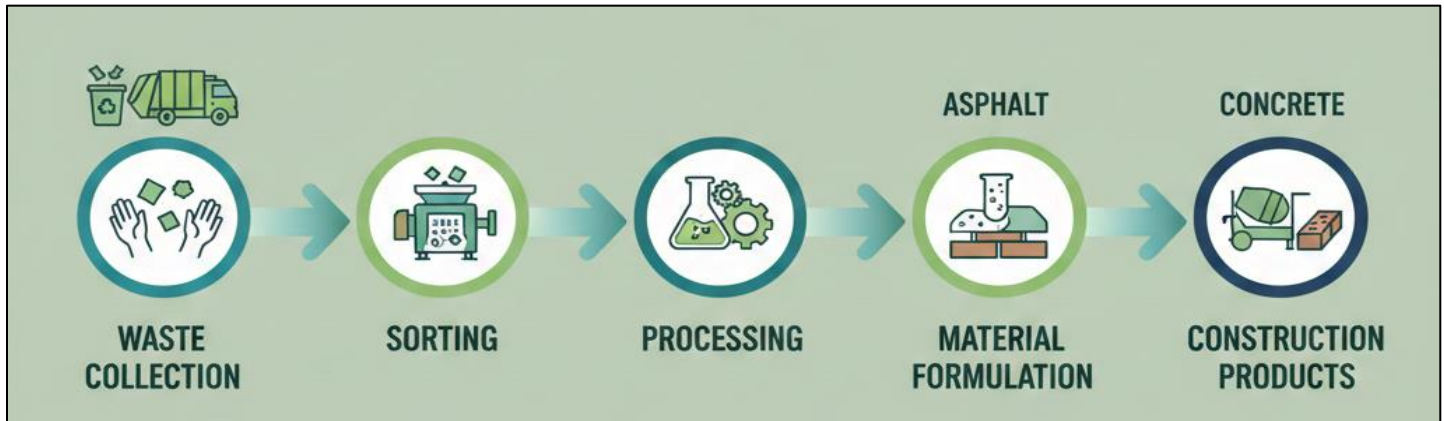 ASPHALT
CONCRETE
WASTE
COLLECTION
SORTING
PROCESSING
MATERIAL
FORMULATION
CONSTRUCTION
PRODUCTS